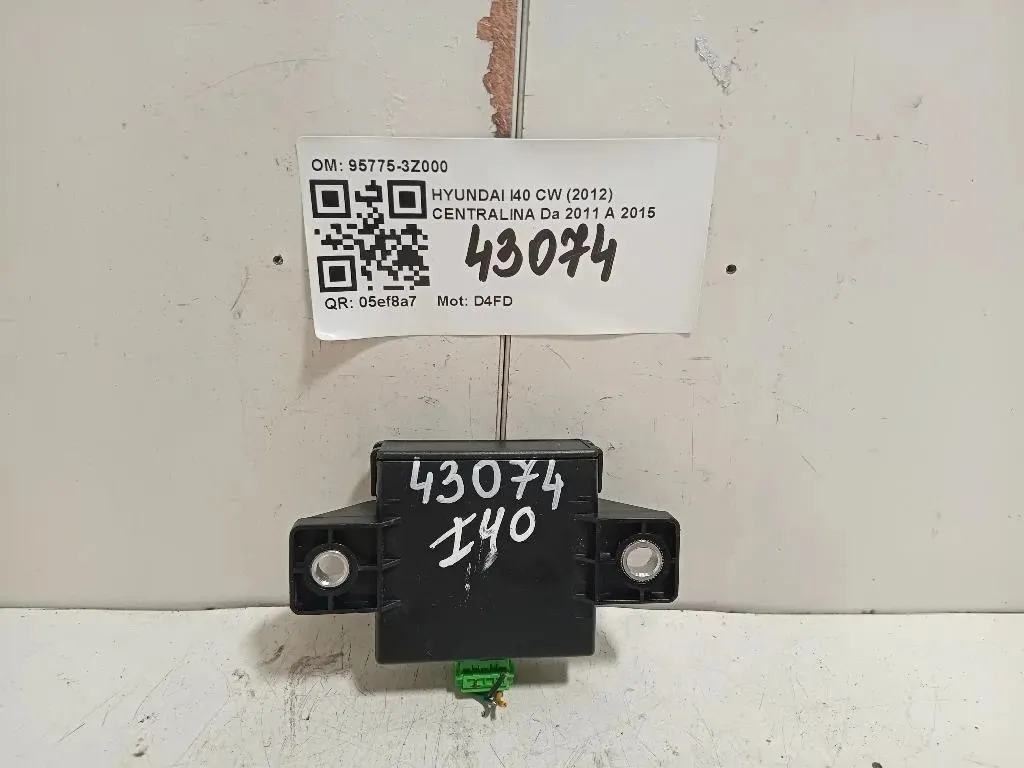 OM: 95775-3Z000
HYUNDAI I40 CW (2012)
CENTRALINA Da 2011 A 2015
43074
QR: 05ef8a7 Mot: D4FD
43074
I40